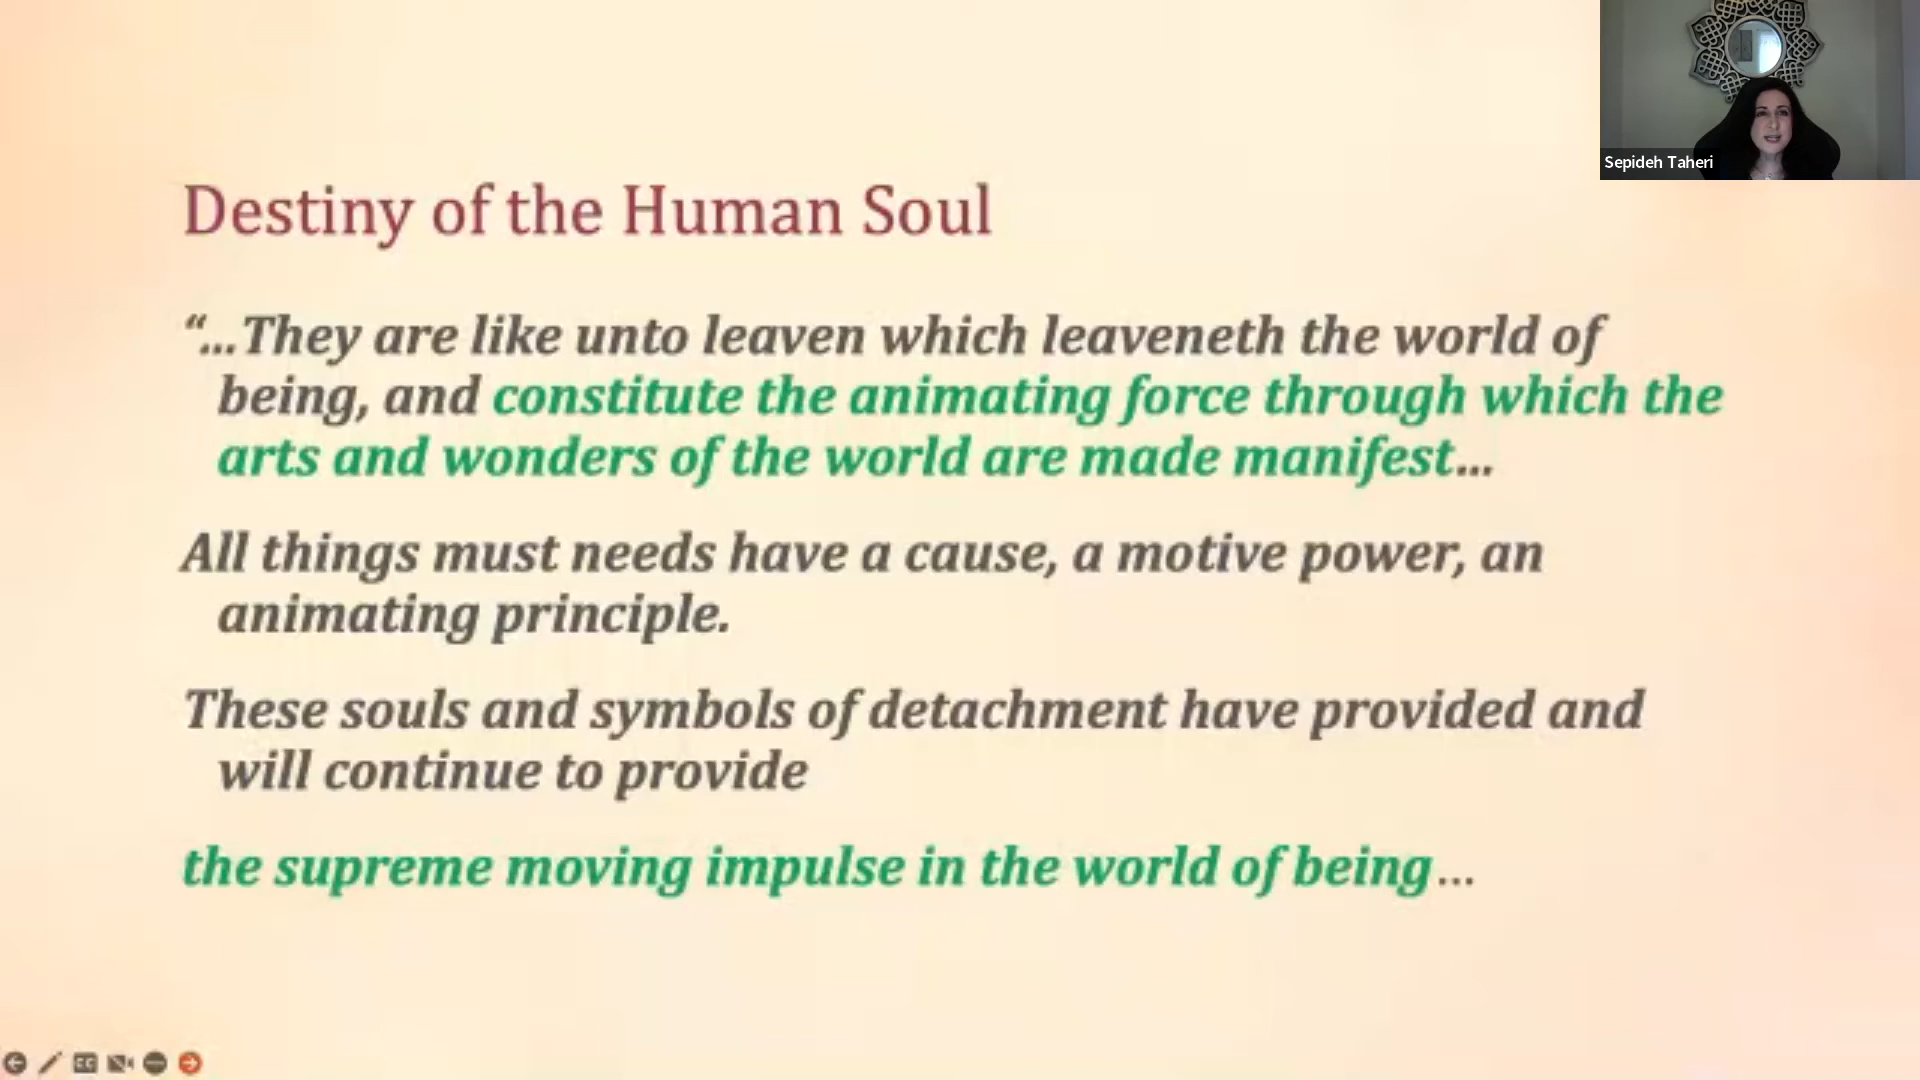 Sepideh Taheri
Destiny of the Human Soul
“...They are like unto leaven which leaveneth the world of
being, and constitute the animating force through which the
arts and wonders of the world are made manifest...
All things must needs have a cause, a motive power, an
animating principle.
These souls and symbols of detachment have provided and
will continue to provide
the supreme moving impulse in the world of being...
CC